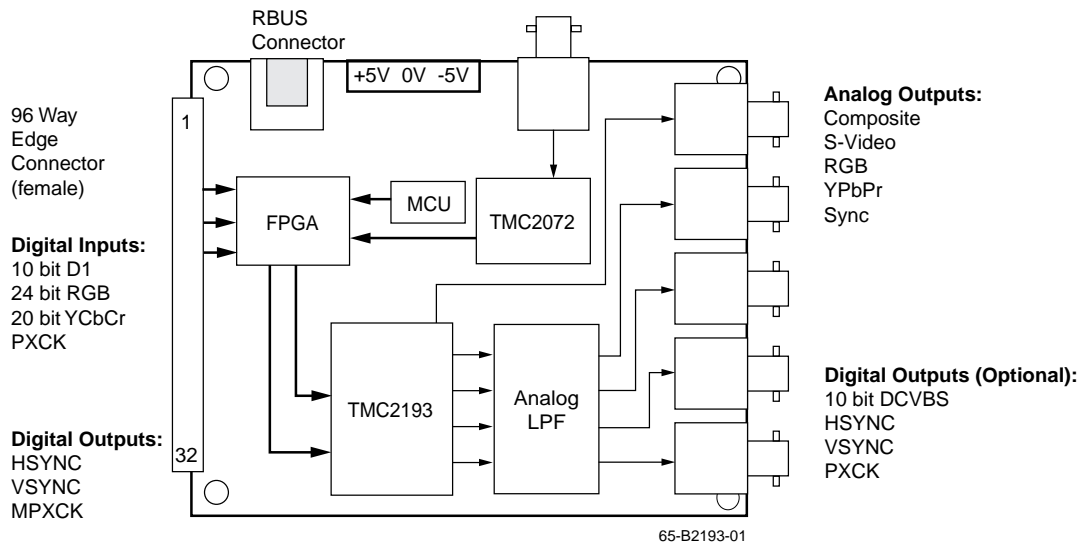 RBUS
Connector
+5V 0V -5V
96 Way
Edge
Connector
(female)
1
Digital Inputs:
10 bit D1
24 bit RGB
20 bit YCbCr
PXCK
Digital Outputs:
HSYNC
VSYNC
MPXCK
32
FPGA
MCU
TMC2072
TMC2193
Analog
LPF
Analog Outputs:
Composite
S-Video
RGB
YPbPr
Sync
Digital Outputs (Optional):
10 bit DCVBS
HSYNC
VSYNC
PXCK
65-B2193-01